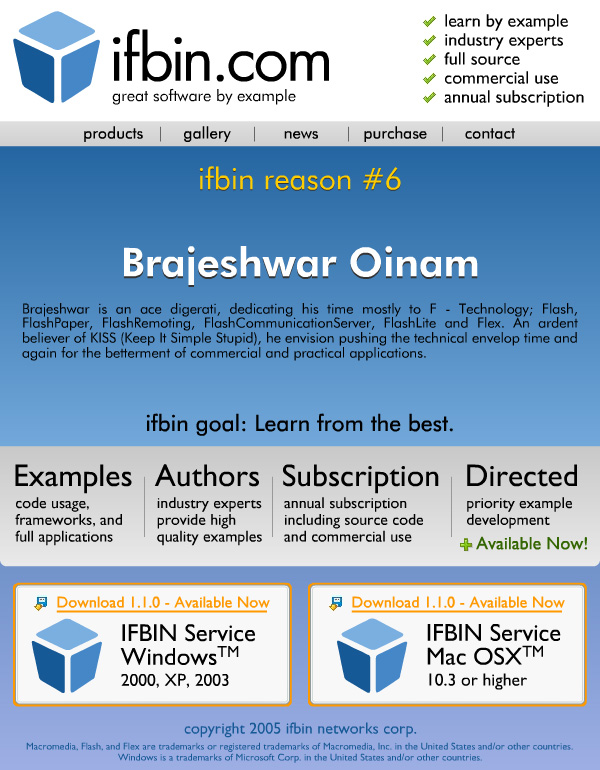 ifbin.com
great software by example
learn by example
industry experts
full source
commercial use
annual subscription
products | gallery | news | purchase | contact
ifbin reason #6
Brajeshwar Oinam
Brajeshwar is an ace digerati, dedicating his time mostly to F - Technology; Flash,
FlashPaper, FlashRemoting, FlashCommunicationServer, FlashLite and Flex. An ardent
believer of KISS (Keep It Simple Stupid), he envision pushing the technical envelop time and
again for the betterment of commercial and practical applications.
ifbin goal: Learn from the best.
Examples
code usage,
frameworks, and
full applications
Authors
industry experts
provide high
quality examples
Subscription
annual subscription
including source code
and commercial use
Directed
priority example
development
Available Now!
Download 1.1.0 - Available Now
IFBIN Service
Windows™
2000, XP, 2003
Download 1.1.0 - Available Now
IFBIN Service
Mac OSX™
10.3 or higher
copyright 2005 ifbin networks corp.
Macromedia, Flash, and Flex are trademarks or registered trademarks of Macromedia, Inc. in the United States and/or other countries.
Windows is a trademarks of Microsoft Corp. in the United States and/or other countries.